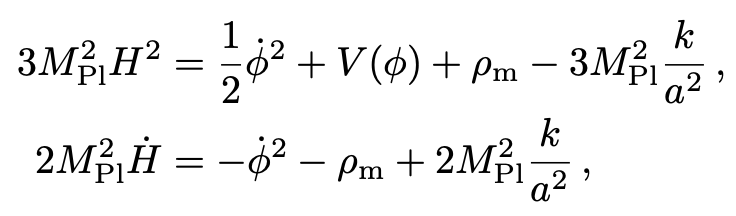 3M_{\rm Pl}^2 H^2 = \frac{1}{2}\dot{\phi}^2 + V(\phi) + \rho_{\rm m} - 3M_{\rm Pl}^2 \frac{k}{a^2} ,
2M_{\rm Pl}^2 \dot{H} = -\dot{\phi}^2 - \rho_{\rm m} + 2M_{\rm Pl}^2 \frac{k}{a^2} ,